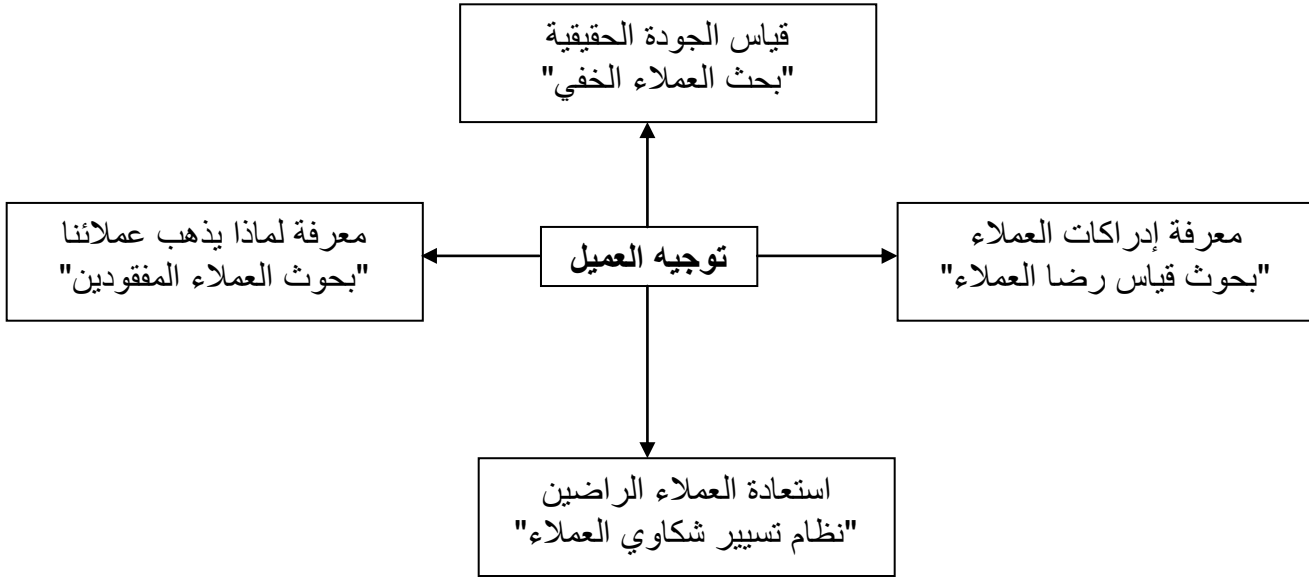 قياس الجودة الحقيقية
"بحث العملاء الخفي"
معرفة إدراكات العملاء
"بحوث قياس رضا العملاء"
توجيه العميل
معرفة لماذا يذهب عملائنا
"بحوث العملاء المفقودين"
استعادة العملاء الراضين
"نظام تسيير شكاوي العملاء"